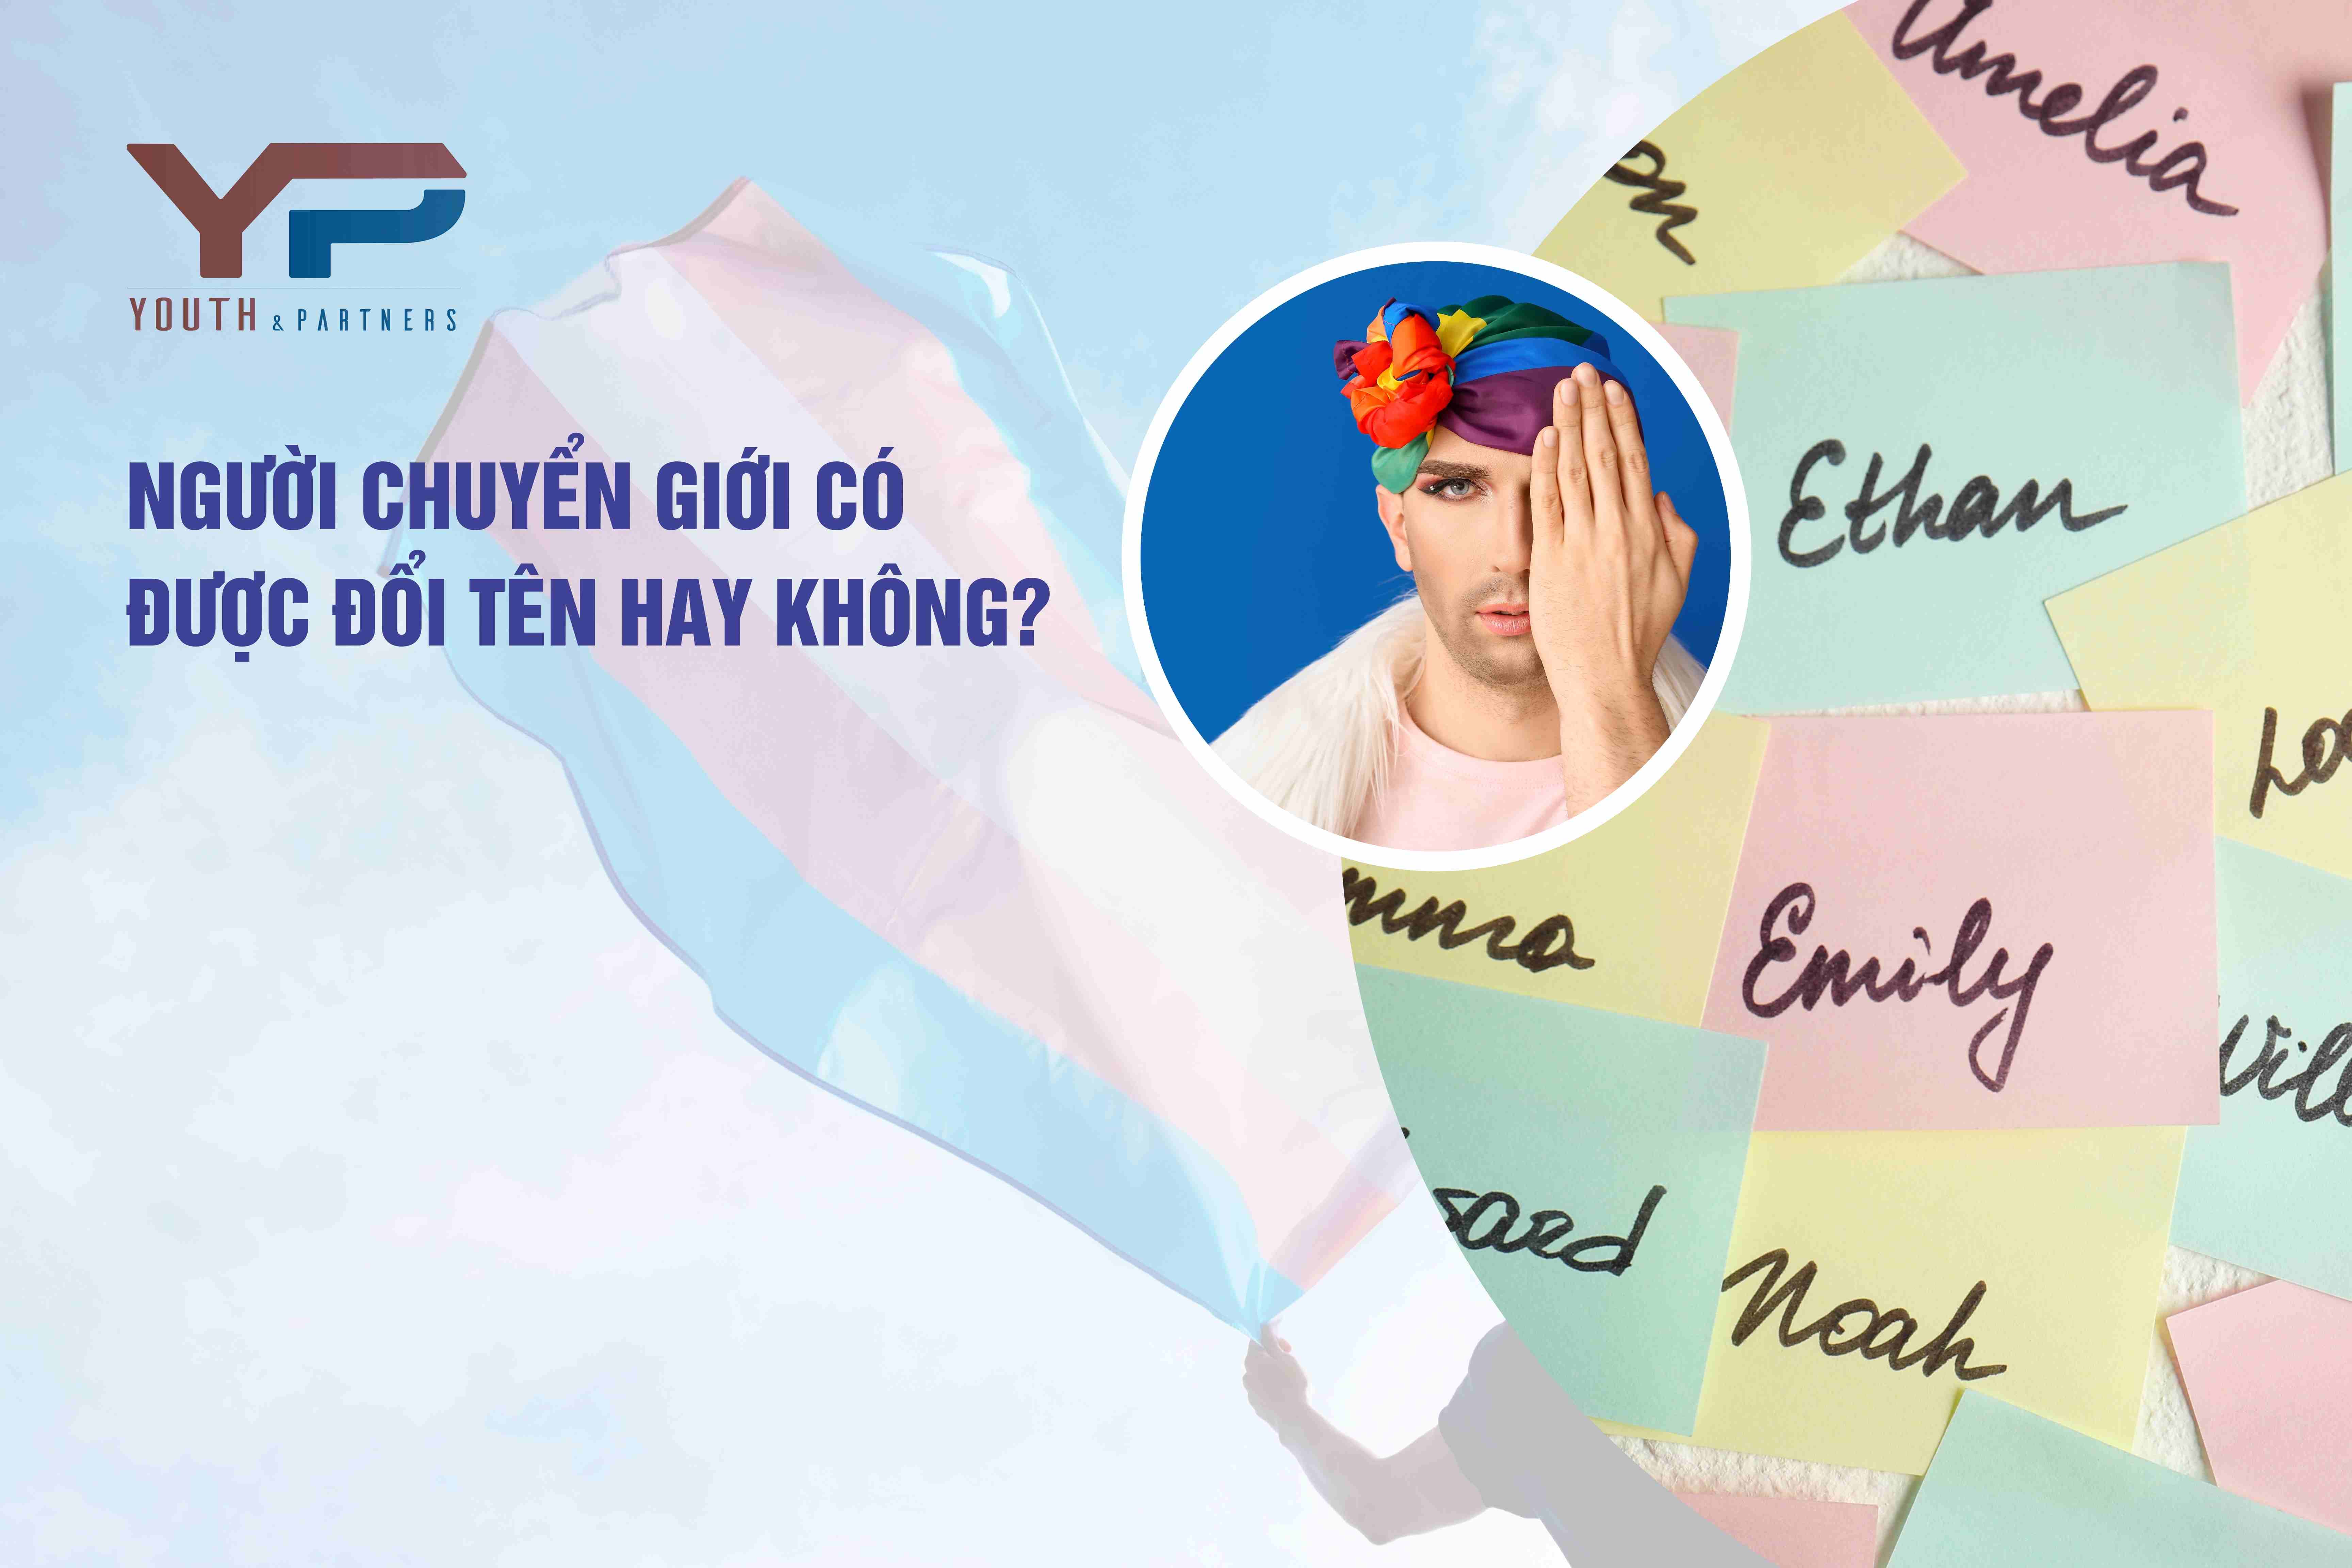 YP
YOUTH & PARTNERS
NGƯỜI CHUYỂN GIỚI CÓ
ĐƯỢC ĐỔI TÊN HAY KHÔNG?
Amelia
Ethan
Emily
Noah